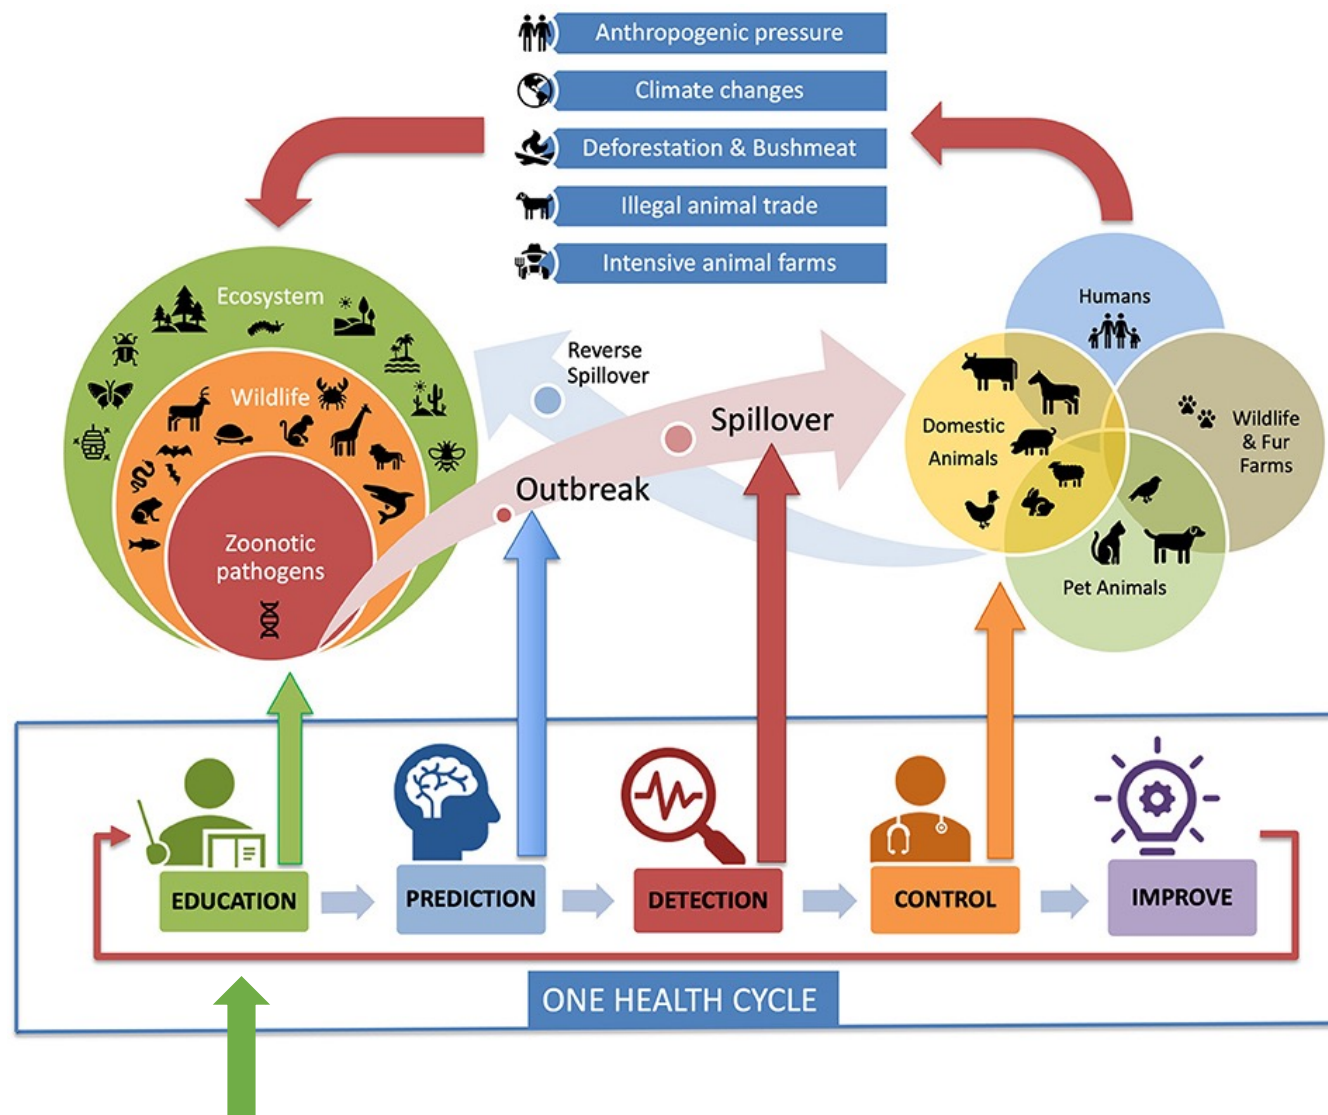 Anthropogenic pressure
Climate changes
Deforestation & Bushmeat
Illegal animal trade
Intensive animal farms
Ecosystem
Wildlife
Zoonotic
pathogens
Reverse
Spillover
Spillover
Outbreak
Humans
Domestic
Animals
Wildlife
& Fur
Farms
Pet Animals
EDUCATION
PREDICTION
DETECTION
CONTROL
IMPROVE
ONE HEALTH CYCLE